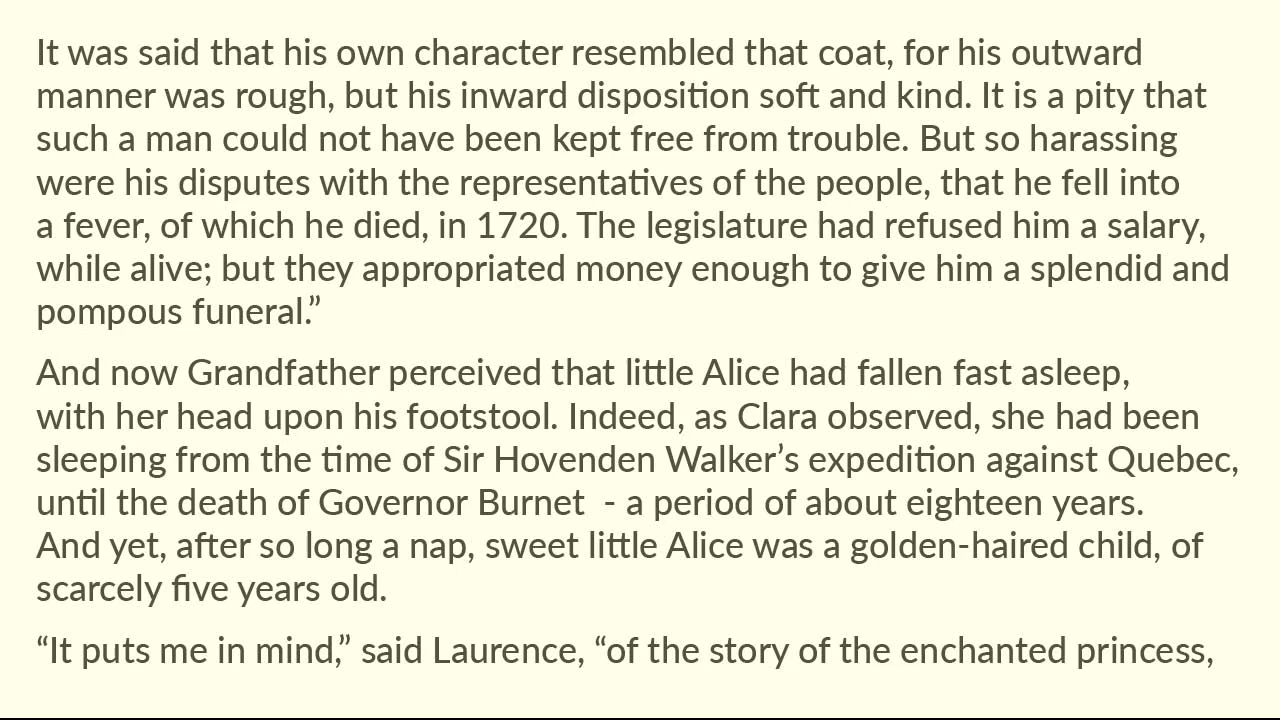 It was said that his own character resembled that coat, for his outward
manner was rough, but his inward disposition soft and kind. It is a pity that
such a man could not have been kept free from trouble. But so harassing
were his disputes with the representatives of the people, that he fell into
a fever, of which he died, in 1720. The legislature had refused him a salary,
while alive; but they appropriated money enough to give him a splendid and
pompous funeral.”
And now Grandfather perceived that little Alice had fallen fast asleep,
with her head upon his footstool. Indeed, as Clara observed, she had been
sleeping from the time of Sir Hovenden Walker’s expedition against Quebec,
until the death of Governor Burnet  - a period of about eighteen years.
And yet, after so long a nap, sweet little Alice was a golden-haired child, of
scarcely five years old.
“It puts me in mind,” said Laurence, “of the story of the enchanted princess,